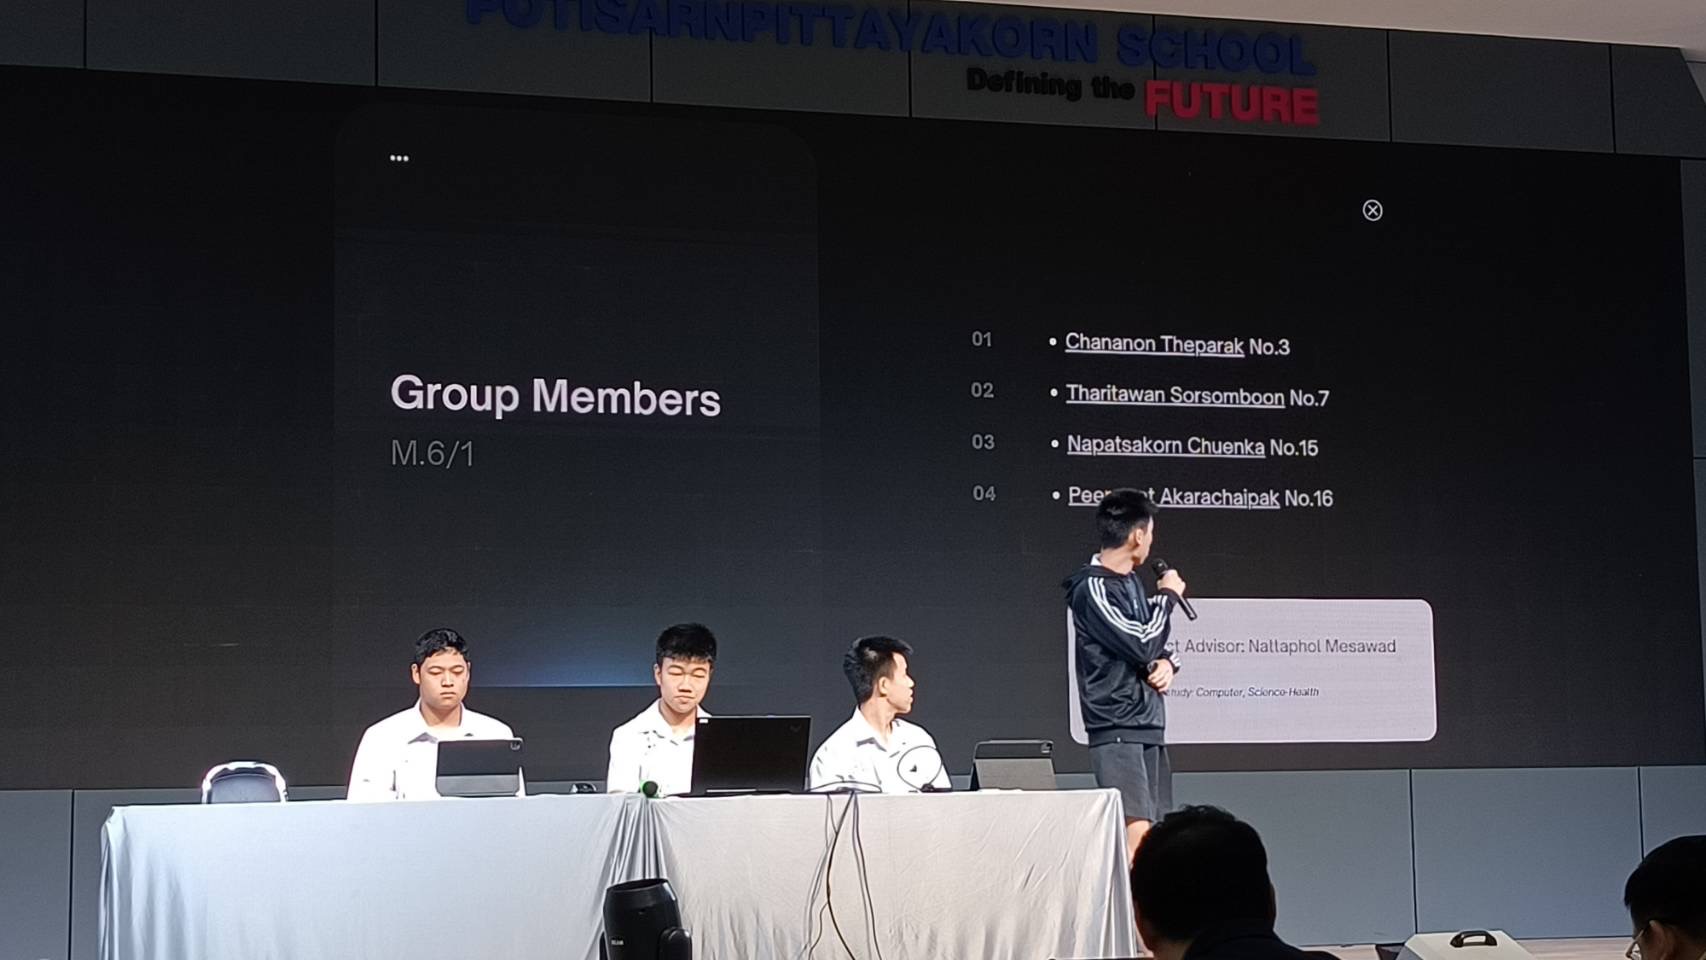 POTISARNPITTAYAKORN SCHOOL
Defining the FUTURE
Group Members
M.6/1
01 • Chananon Theparak No.3
02 • Tharitawan Sorsomboon No.7
03 • Napatsakorn Chuenka No.15
04 • Akarachaipak No.16
Advisor: Nattaphol Mesawad
Computer, Science-Health